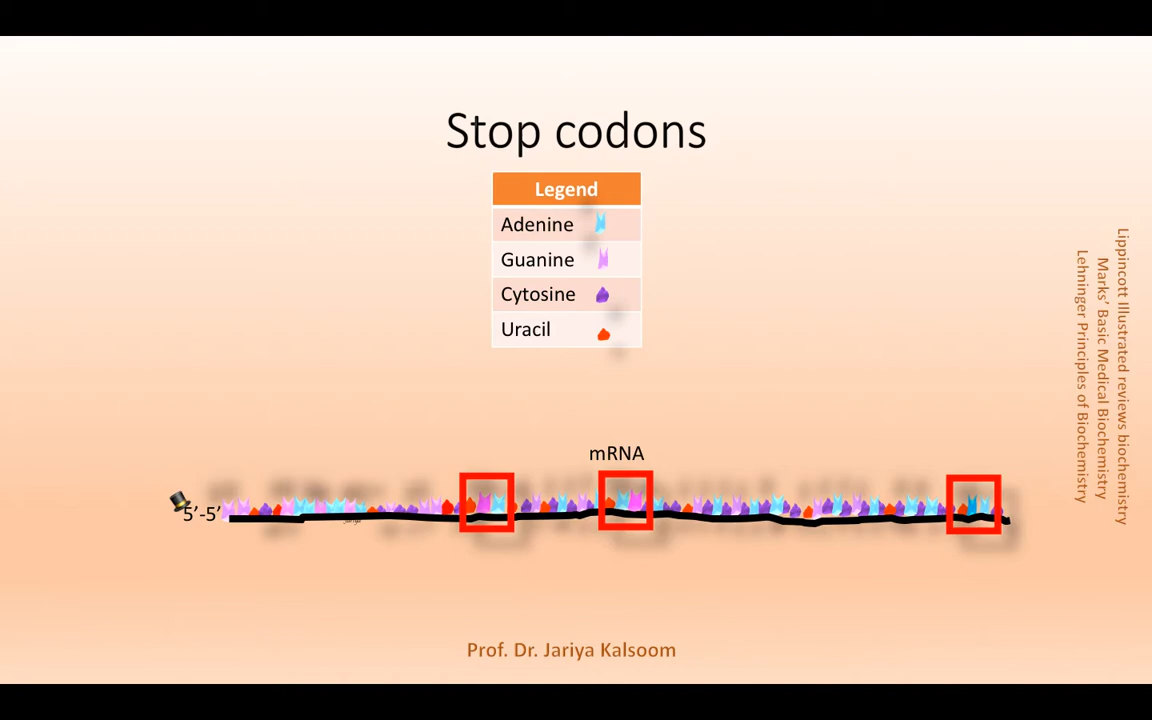 Stop codons
Legend
Adenine
Guanine
Cytosine
Uracil
mRNA
5’-5’
Lippincott Illustrated reviews biochemistry
Marks’ Basic Medical Biochemistry
Lehninger Principles of Biochemistry
Prof. Dr. Jariya Kalsoom